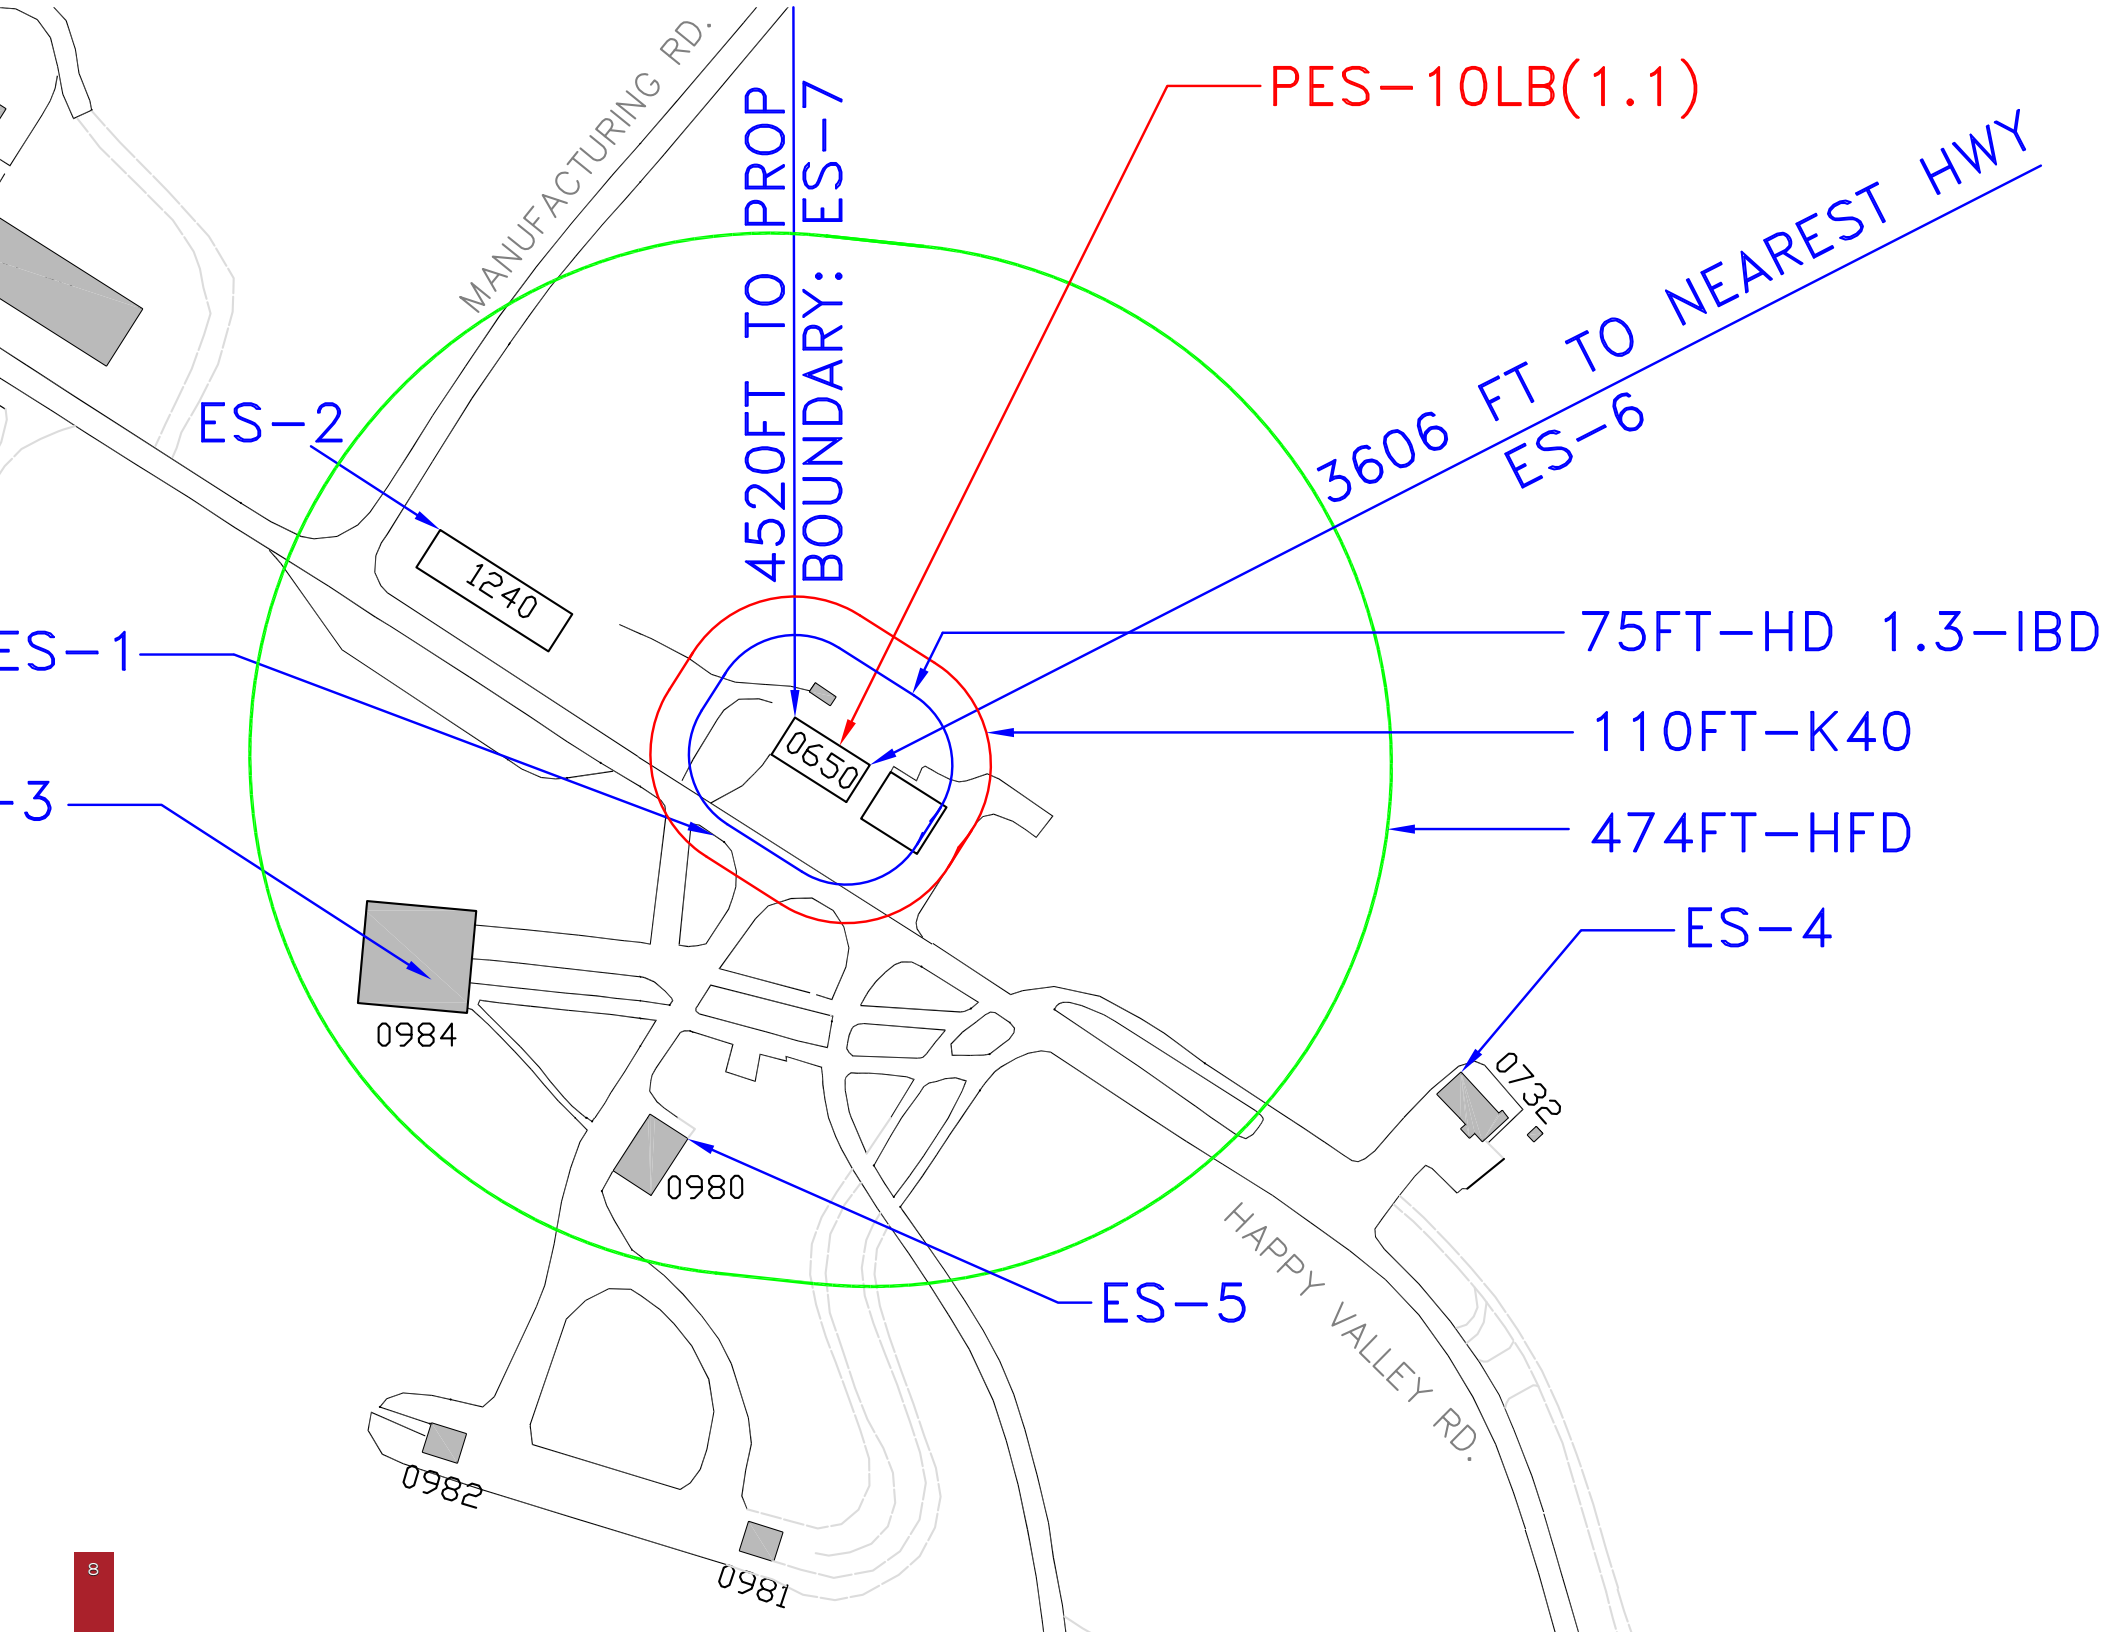 MANUFACTURING RD.
4520FT TO PROP
BOUNDARY: ES-7
PES-10LB(1.1)
3606 FT TO NEAREST HWY
ES-6
ES-2
1240
ES-1
75FT-HD 1.3-IBD
0650
110FT-K40
-3
474FT-HFD
ES-4
0984
0732
0980
HAPPY VALLEY RD.
ES-5
0982
0981
8